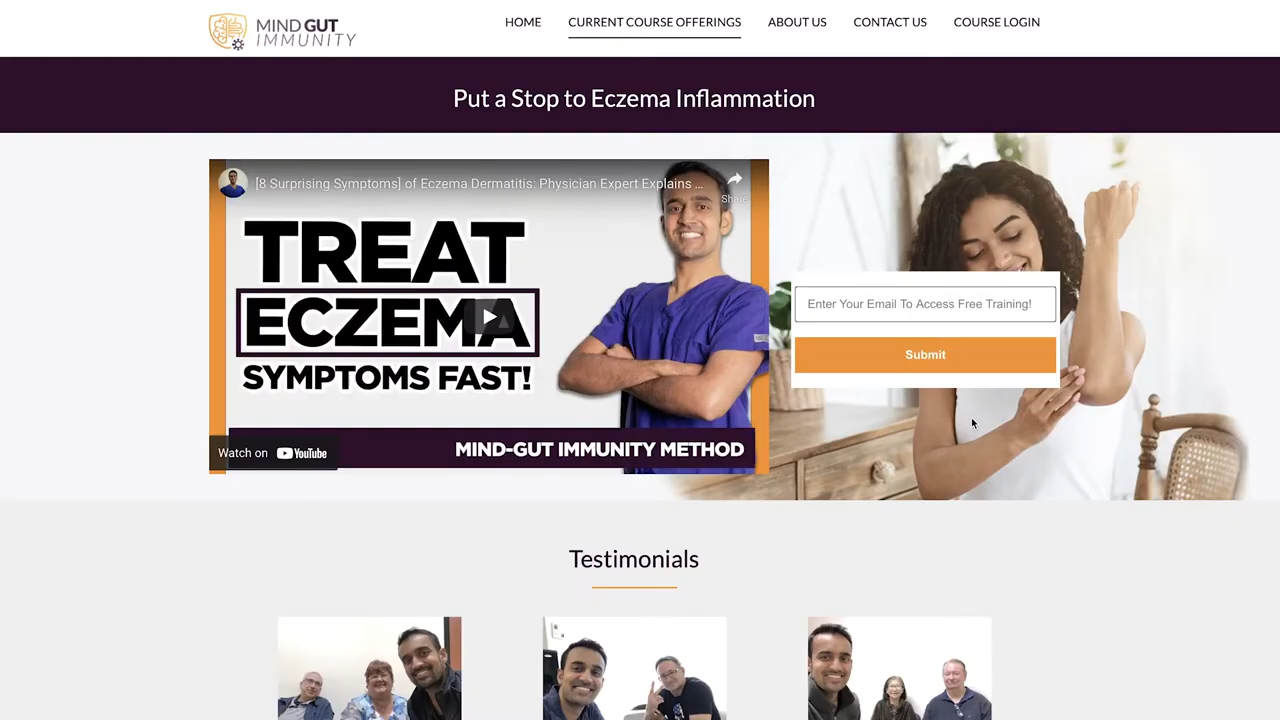 MIND GUT
IMMUNITY
HOME
CURRENT COURSE OFFERINGS
ABOUT US
CONTACT US
COURSE LOGIN
Put a Stop to Eczema Inflammation
[8 Surprising Symptoms] of Eczema Dermatitis: Physician Expert Explains ...
Share
TREAT
ECZEMA
SYMPTOMS FAST!
MIND-GUT IMMUNITY METHOD
Watch on YouTube
Enter Your Email To Access Free Training!
Submit
Testimonials